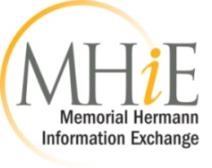 MHiE
Memorial Hermann
Information Exchange